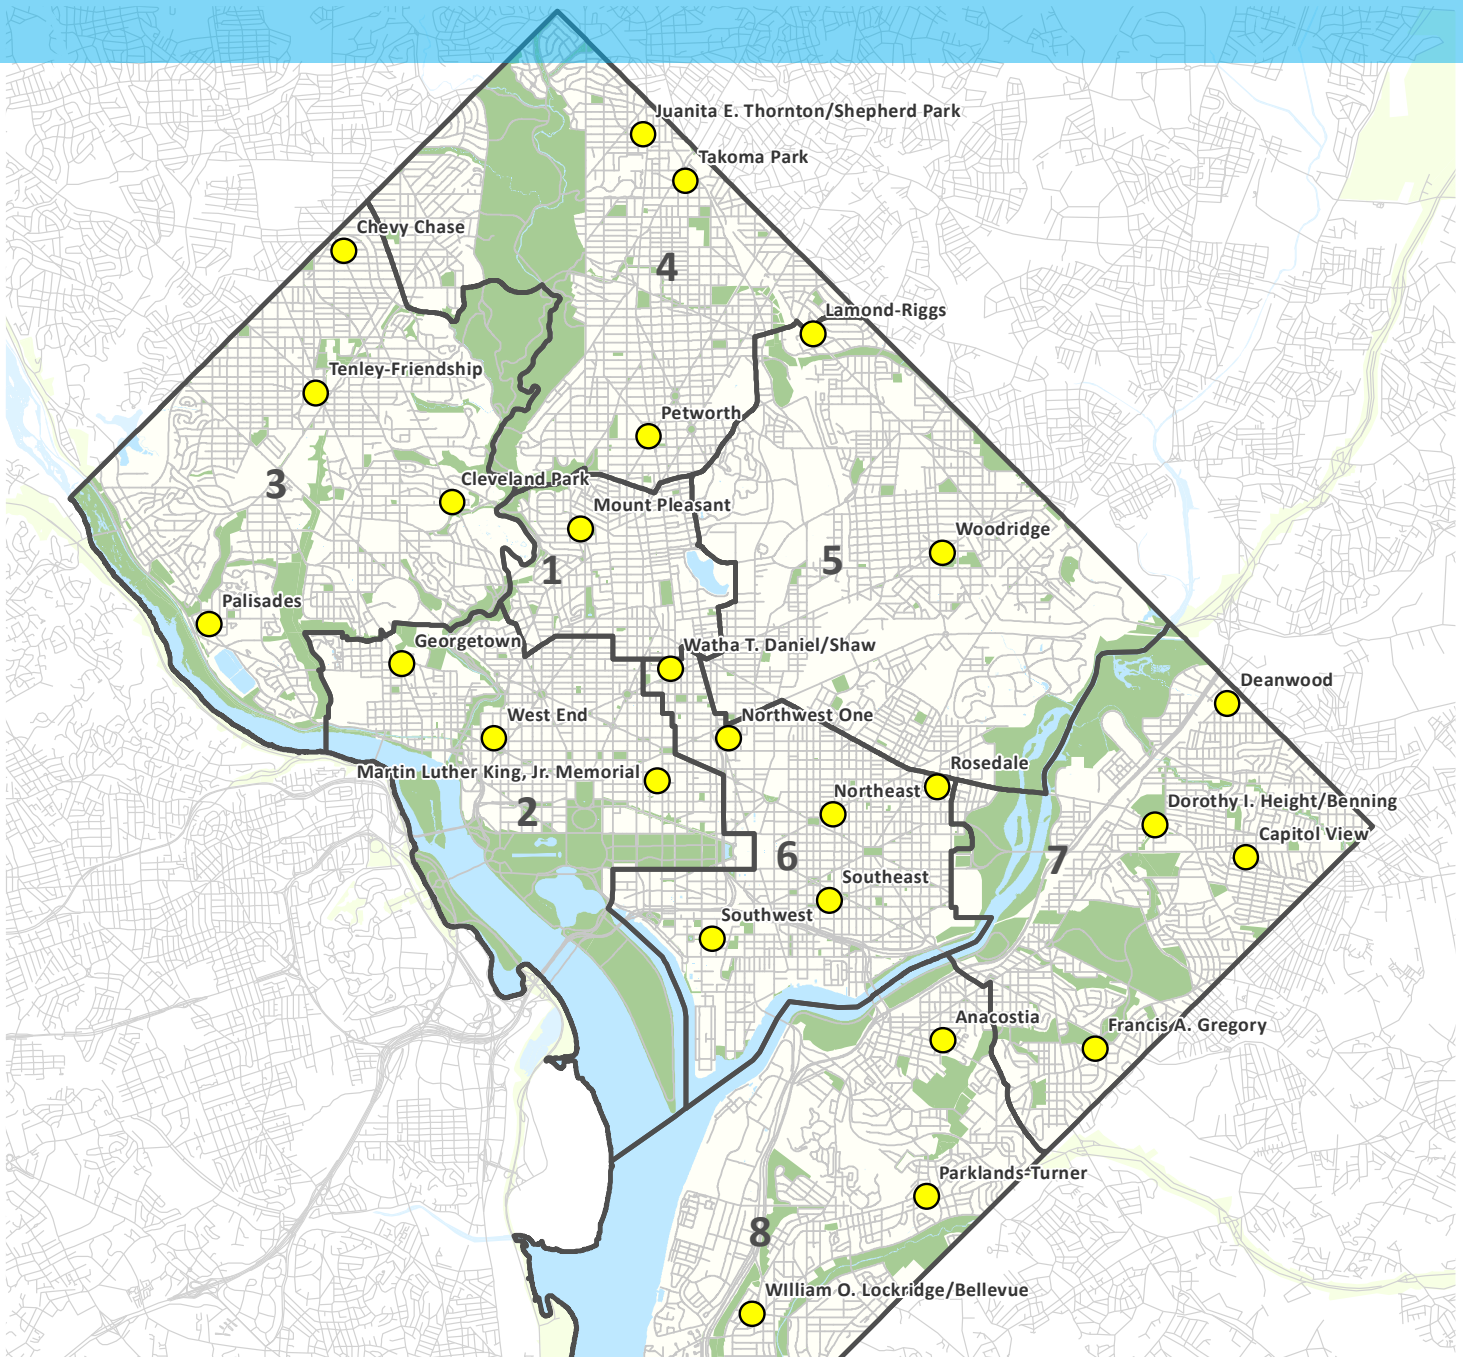 Juanita E. Thornton/Shepherd Park
Takoma Park
Chevy Chase
4
Lamond-Riggs
Tenley-Friendship
Petworth
Cleveland Park
3
Mount Pleasant
Woodridge
5
1
Palisades
Georgetown
Watha T. Daniel/Shaw
Deanwood
West End
Northwest One
Rosedale
Martin Luther King, Jr. Memorial
Northeast
Dorothy I. Height/Benning
2
Capitol View
6
7
Southeast
Southwest
Anacostia
Francis A. Gregory
Parklands-Turner
8
WIlliam O. Lockridge/Bellevue